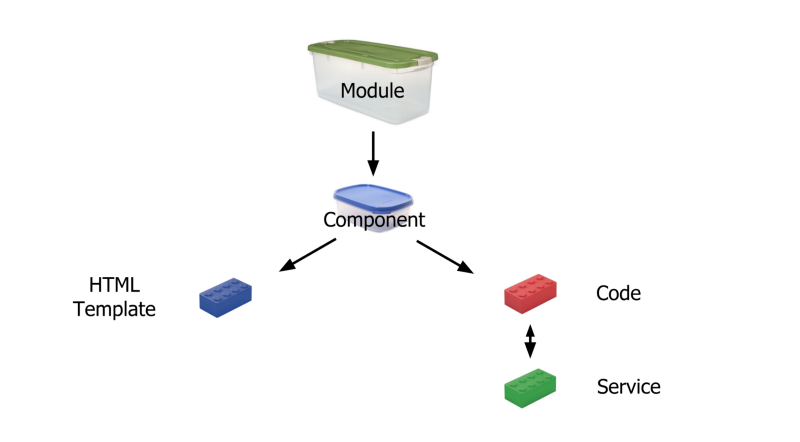 Module
Component
HTML
Template
Code
Service